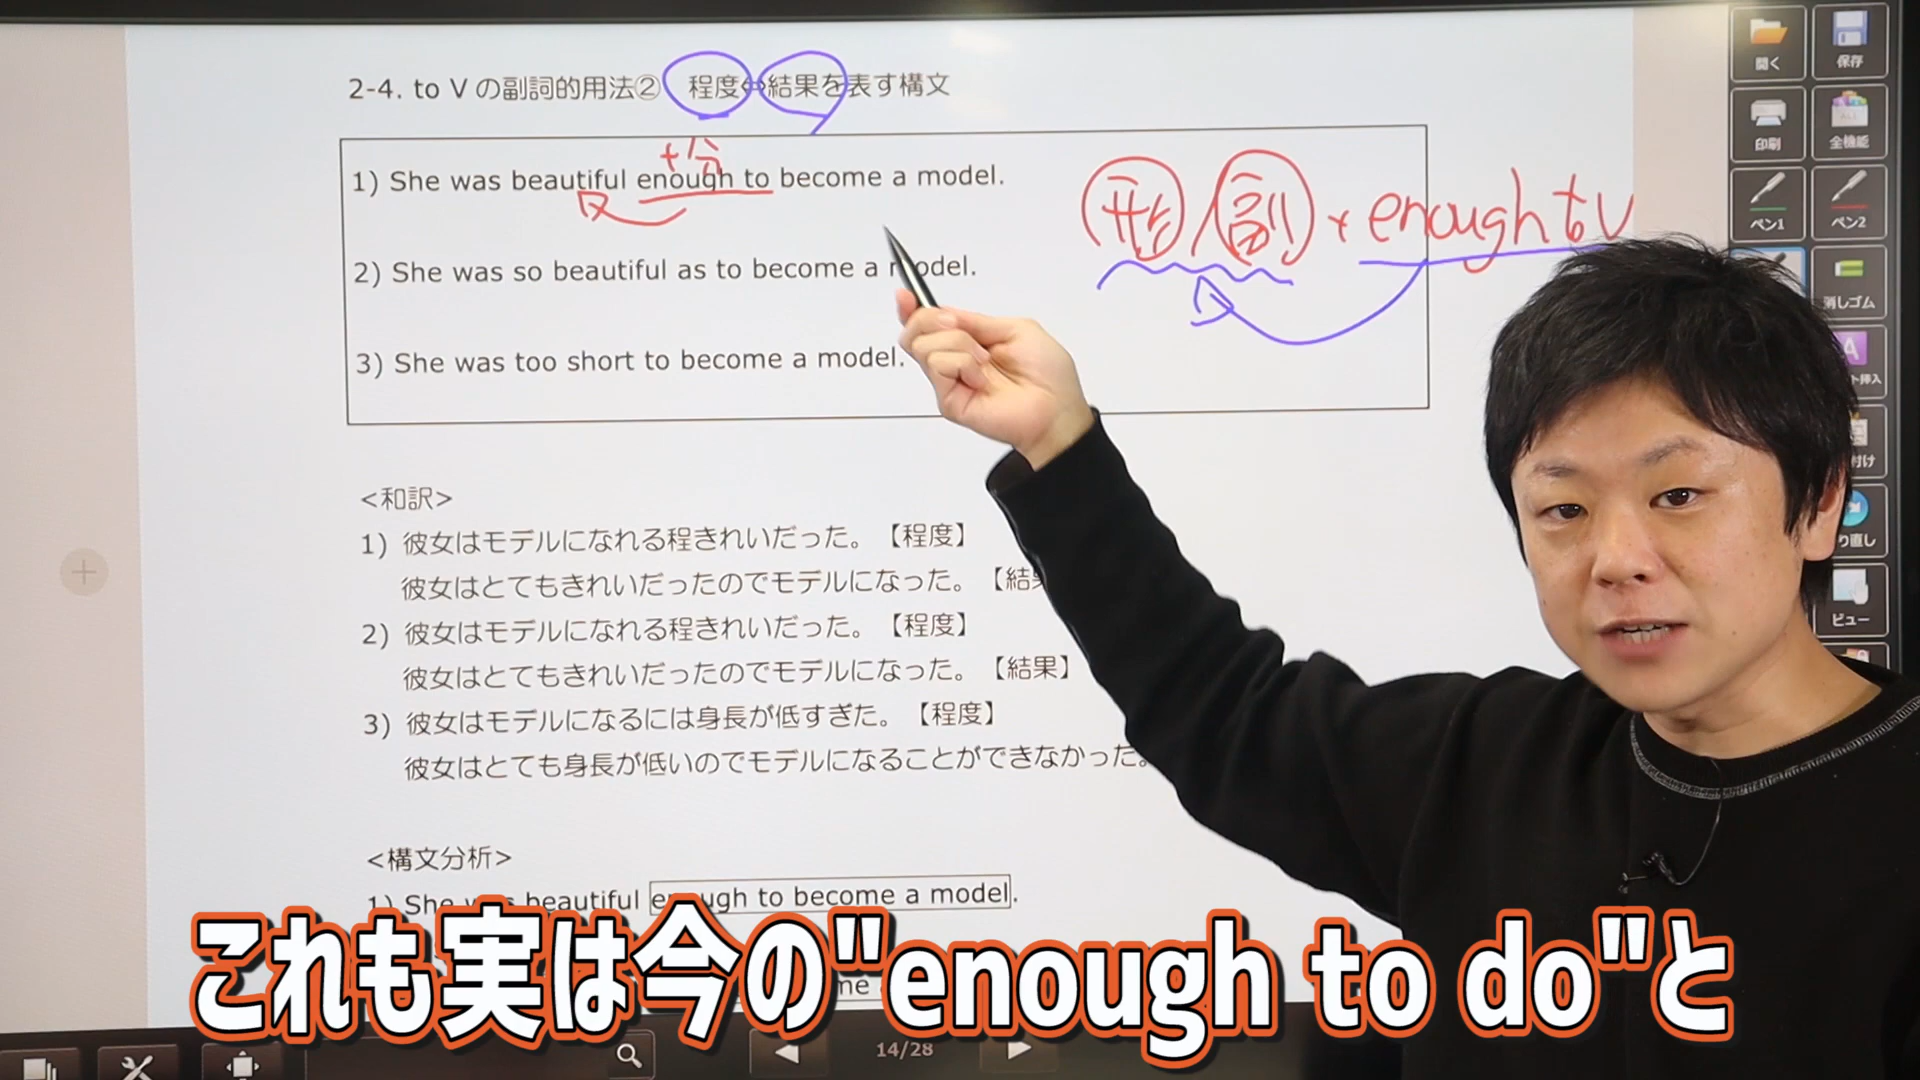 2-4. to V の副詞的用法② 程度⇔結果を表す構文
十分
1) She was beautiful enough to become a model.
形/副 + enough to V
2) She was so beautiful as to become a model.
3) She was too short to become a model.
<和訳>
1) 彼女はモデルになれる程きれいだった。【程度】
彼女はとてもきれいだったのでモデルになった。【結果
2) 彼女はモデルになれる程きれいだった。【程度】
彼女はとてもきれいだったのでモデルになった。【結果】
3) 彼女はモデルになるには身長が低すぎた。【程度】
彼女はとても身長が低いのでモデルになることができなかった。
<構文分析>
1) She was beautiful enough to become a model.
これも実は今の"enough to do"と
14/28
開く
保存
印刷
全機能
ペン1
ペン2
消しゴム
ビュー